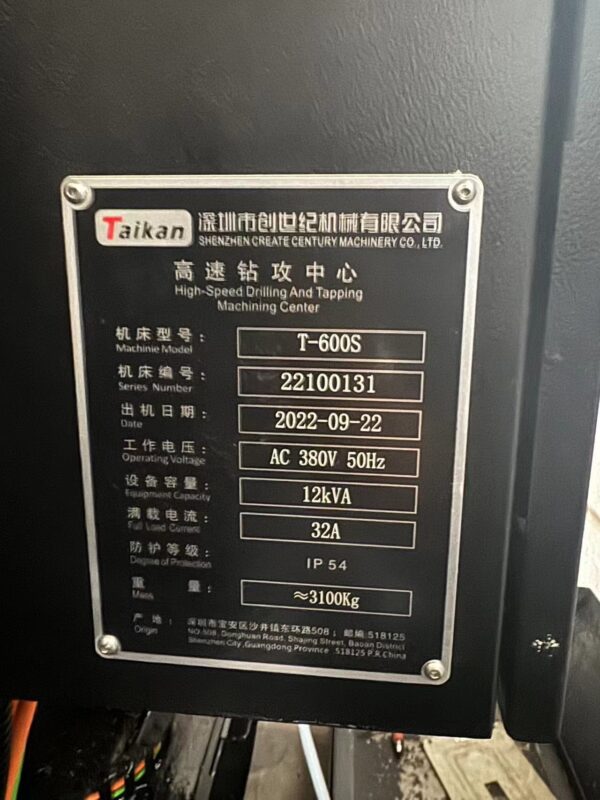 Taikan 深圳市创世纪机械有限公司
SHENZHEN CREATE CENTURY MACHINERY CO., LTD.
高速钻攻中心
High-Speed Drilling And Tapping
Machining Center
机床型号： T-600S
Machinie Model
机床编号： 22100131
Series Number
出机日期： 2022-09-22
Date
工作电压： AC 380V 50Hz
Operating Voltage
设备容量： 12kVA
Equipment Capacity
满载电流： 32A
Full Load Current
防护等级： IP54
Degree of Protection
重量： ≈3100Kg
Mass
产地： 深圳市宝安区沙井镇东环路508； 邮编:518125
Origin NO.508, Donghuan Road, Shajing Street, Baoan District
Shenzhen City ,Guangdong Province 518125 P.R.China